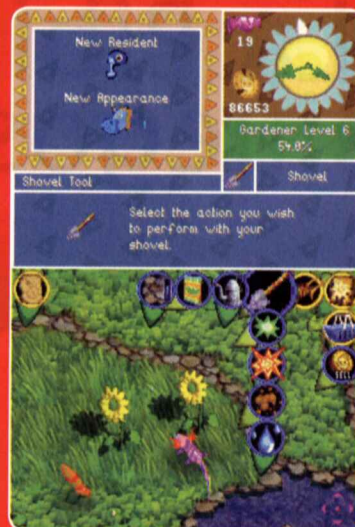 New Resident
New Appearance
19
86653
Gardener Level 6
54.8%
Shovel Tool
Shovel
Select the action you wish
to perform with your
shovel.
SELL